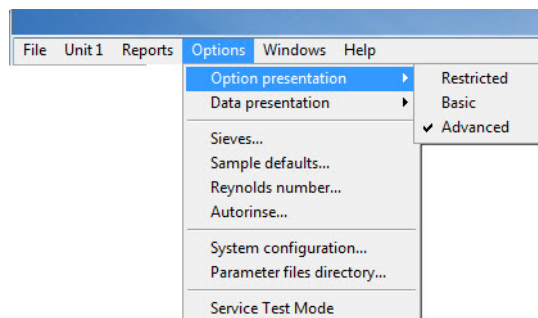 File Unit 1 Reports Options Windows Help
Option presentation
Data presentation
Sieves...
Sample defaults...
Reynolds number...
Autorinse...
System configuration...
Parameter files directory...
Service Test Mode
Restricted
Basic
Advanced